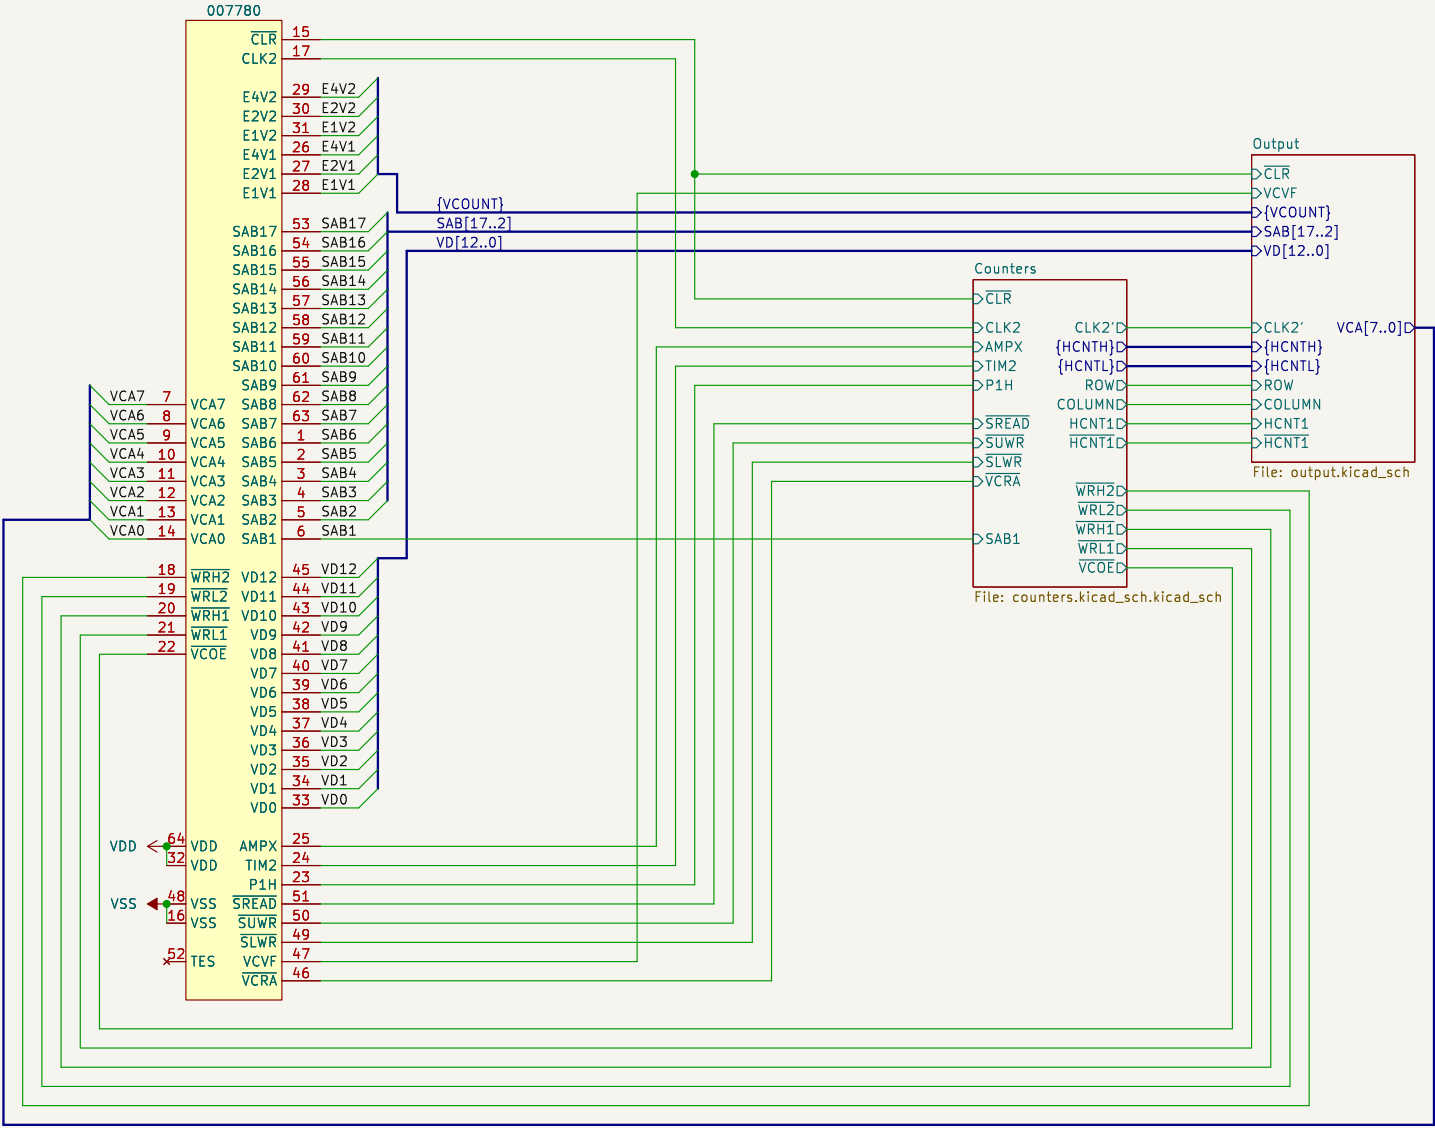 007780
15 CLR
17 CLK2
29 E4V2 E4V2
30 E2V2 E2V2
31 E1V2 E1V2
26 E4V1 E4V1
27 E2V1 E2V1
28 E1V1 E1V1
53 SAB17 SAB17
54 SAB16 SAB16
55 SAB15 SAB15
56 SAB14 SAB14
57 SAB13 SAB13
58 SAB12 SAB12
59 SAB11 SAB11
60 SAB10 SAB10
61 SAB9 SAB9
62 SAB8 SAB8
63 SAB7 SAB7
1 SAB6 SAB6
2 SAB5 SAB5
3 SAB4 SAB4
4 SAB3 SAB3
5 SAB2 SAB2
6 SAB1 SAB1
VCA7 7 VCA7
VCA6 8 VCA6
VCA5 9 VCA5
VCA4 10 VCA4
VCA3 11 VCA3
VCA2 12 VCA2
VCA1 13 VCA1
VCA0 14 VCA0
18 WRH2
19 WRL2
20 WRH1
21 WRL1
22 VCOE
45 VD12 VD12
44 VD11 VD11
43 VD10 VD10
42 VD9 VD9
41 VD8 VD8
40 VD7 VD7
39 VD6 VD6
38 VD5 VD5
37 VD4 VD4
36 VD3 VD3
35 VD2 VD2
34 VD1 VD1
33 VD0 VD0
VDD 64 VDD
32 VDD
VSS 48 VSS
16 VSS
52 TES
AMPX 25
TIM2 24
P1H 23
SREAD 51
SUWR 50
SLWR 49
VCVF 47
VCRA 46
{VCOUNT}
SAB[17..2]
VD[12..0]
Counters
CLR
CLK2
AMPX
TIM2
P1H
SREAD
SUWR
SLWR
VCRA
SAB1
CLK2'
{HCNTH}
{HCNTL}
ROW
COLUMN
HCNT1
HCNT1
WRH2
WRL2
WRH1
WRL1
VCOE
File: counters.kicad_sch.kicad_sch
Output
CLR
VCVF
{VCOUNT}
SAB[17..2]
VD[12..0]
CLK2'
{HCNTH}
{HCNTL}
ROW
COLUMN
HCNT1
HCNT1
VCA[7..0]
File: output.kicad_sch